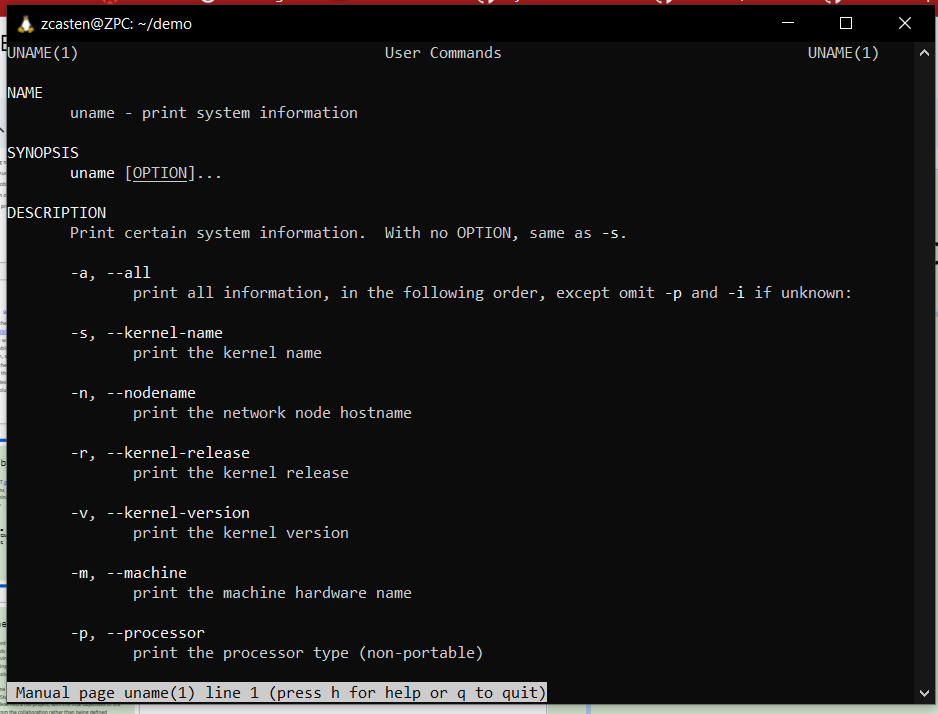 zcasten@ZPC: ~/demo
UNAME(1) User Commands UNAME(1)
NAME
uname - print system information
SYNOPSIS
uname [OPTION]...
DESCRIPTION
Print certain system information.  With no OPTION, same as -s.
-a, --all
print all information, in the following order, except omit -p and -i if unknown:
-s, --kernel-name
print the kernel name
-n, --nodename
print the network node hostname
-r, --kernel-release
print the kernel release
-v, --kernel-version
print the kernel version
-m, --machine
print the machine hardware name
-p, --processor
print the processor type (non-portable)
Manual page uname(1) line 1 (press h for help or q to quit)